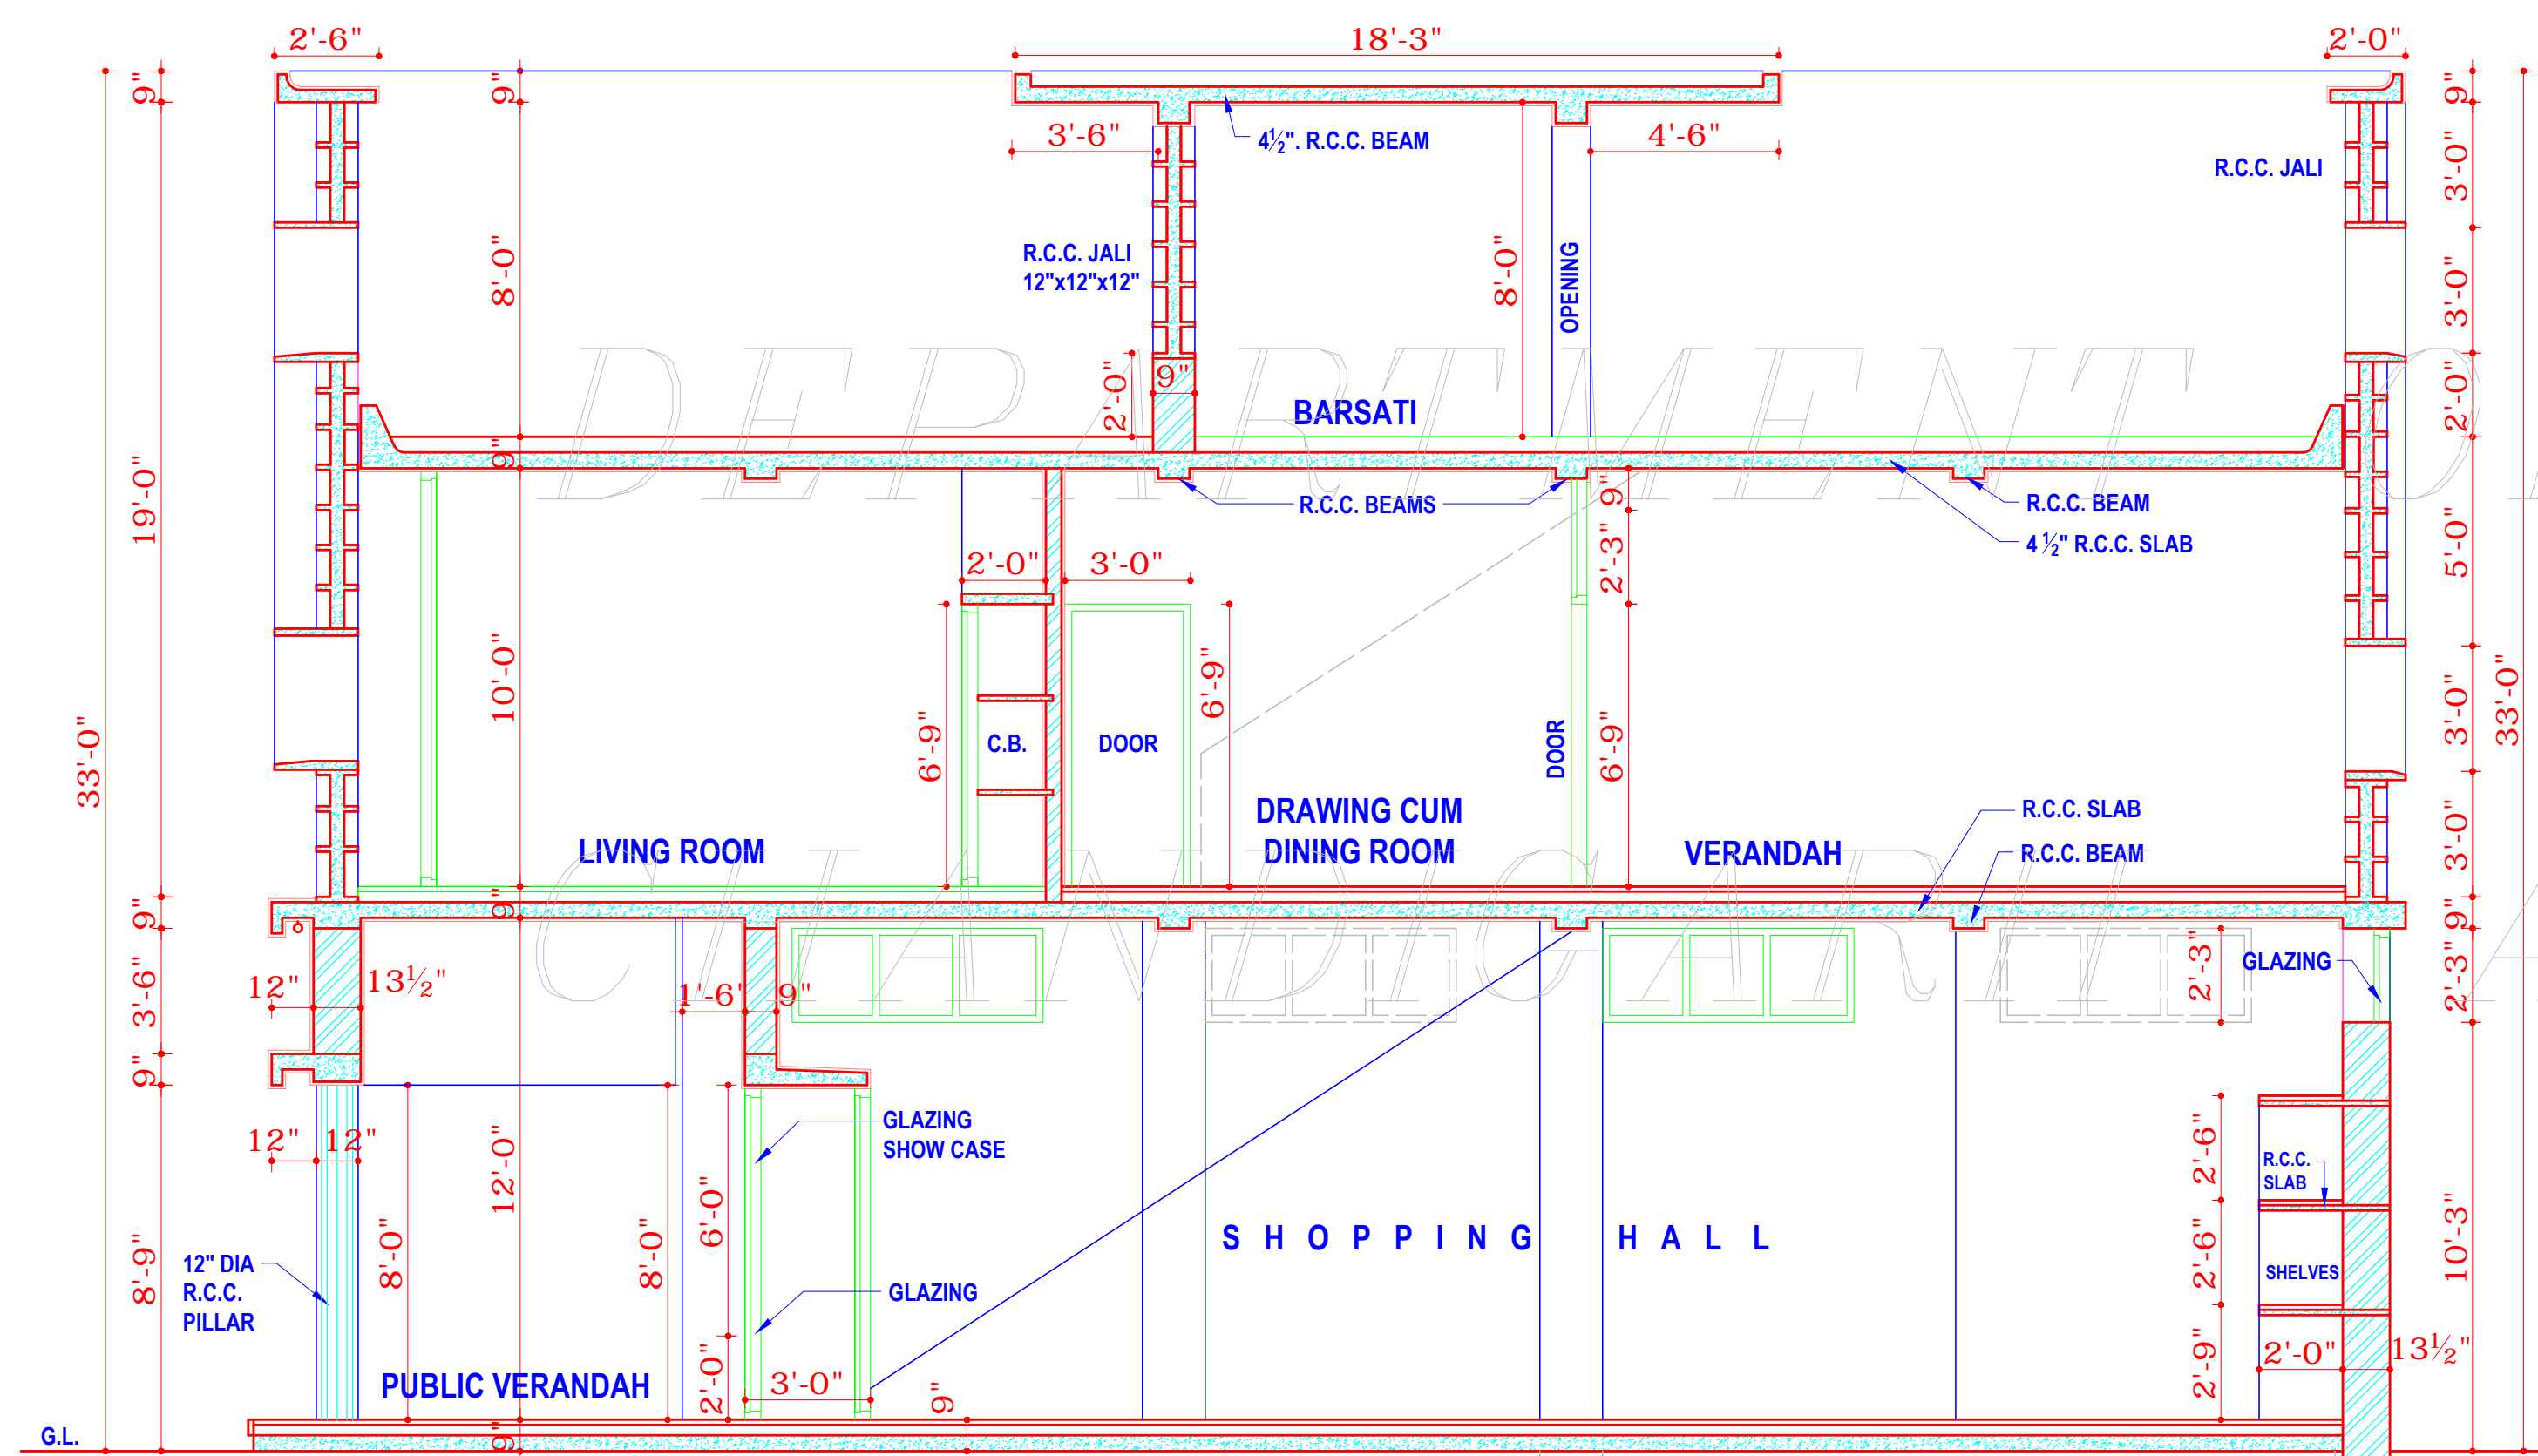 2'-6"
18'-3"
2'-0"
9"
9"
9"
3'-6"
4½". R.C.C. BEAM
4'-6"
3'-0"
R.C.C. JALI
8'-0"
R.C.C. JALI
12"x12"x12"
8'-0"
OPENING
3'-0"
DEPARTMENT O
2'-0"
9"
BARSATI
2'-0"
19'-0"
9"
R.C.C. BEAMS
9"
R.C.C. BEAM
4 ½" R.C.C. SLAB
2'-0"
3'-0"
2'-3"
5'-0"
33'-0"
10'-0"
6'-9"
C.B.
DOOR
6'-9"
DOOR
6'-9"
3'-0"
33'-0"
LIVING ROOM
DRAWING CUM
DINING ROOM
VERANDAH
R.C.C. SLAB
R.C.C. BEAM
3'-0"
CHANDIGARH
9"
9"
9"
3'-6"
12"
13½"
1'-6"
9"
2'-3"
GLAZING
2'-3"
9"
12"
12"
12'-0"
GLAZING
SHOW CASE
2'-6"
R.C.C.
SLAB
8'-9"
12" DIA
R.C.C.
PILLAR
8'-0"
8'-0"
6'-0"
GLAZING
SHOPPING HALL
2'-6"
SHELVES
10'-3"
PUBLIC VERANDAH
2'-0"
3'-0"
9"
2'-9"
2'-0"
13½"
G.L.
9"